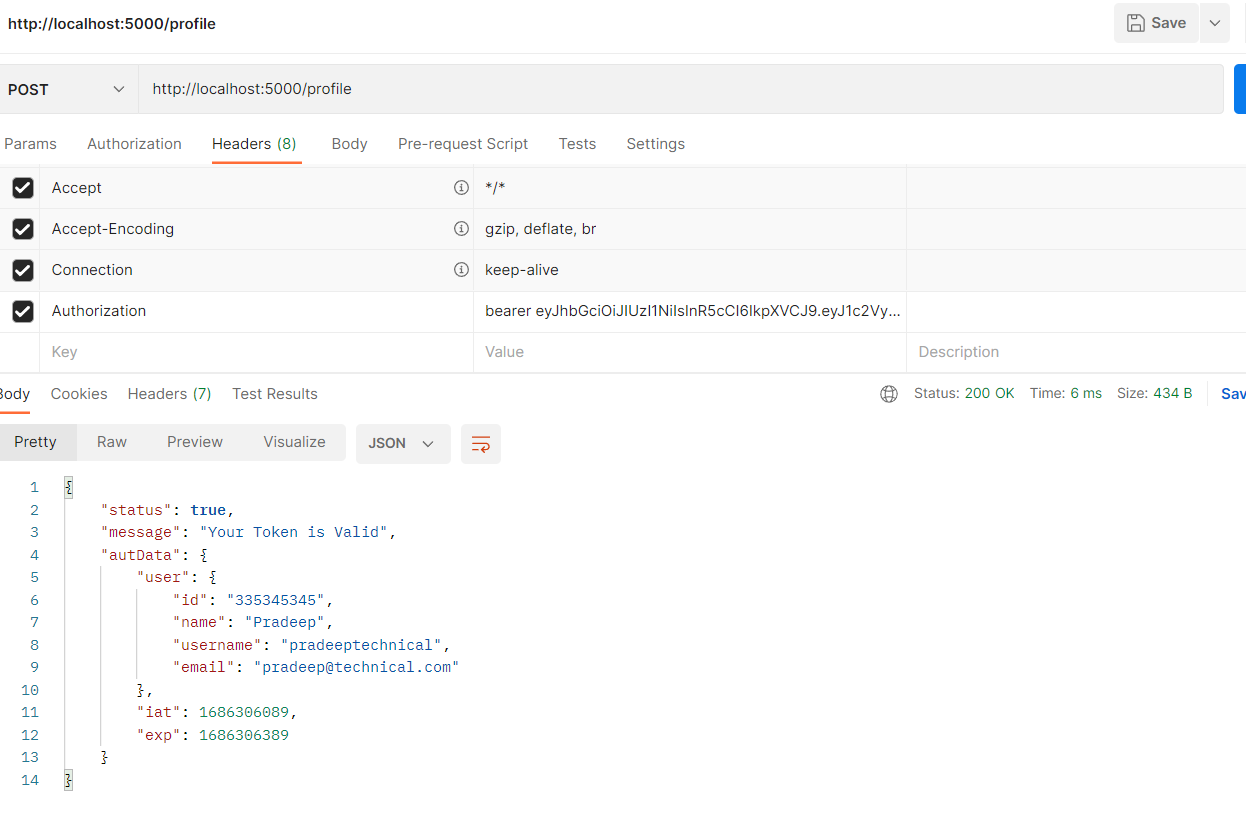 http://localhost:5000/profile Save
POST http://localhost:5000/profile
Params Authorization Headers (8) Body Pre-request Script Tests Settings
Accept */*
Accept-Encoding gzip, deflate, br
Connection keep-alive
Authorization bearer eyJhbGciOiJIUzI1NiIsInR5cCI6IkpXVCJ9.eyJ1c2Vy...
Key Value Description
Body Cookies Headers (7) Test Results Status: 200 OK Time: 6 ms Size: 434 B Sav
Pretty Raw Preview Visualize JSON
1 {
2 "status": true,
3 "message": "Your Token is Valid",
4 "autData": {
5 "user": {
6 "id": "335345345",
7 "name": "Pradeep",
8 "username": "pradeeptechnical",
9 "email": "pradeep@technical.com"
10 },
11 "iat": 1686306089,
12 "exp": 1686306389
13 }
14 }